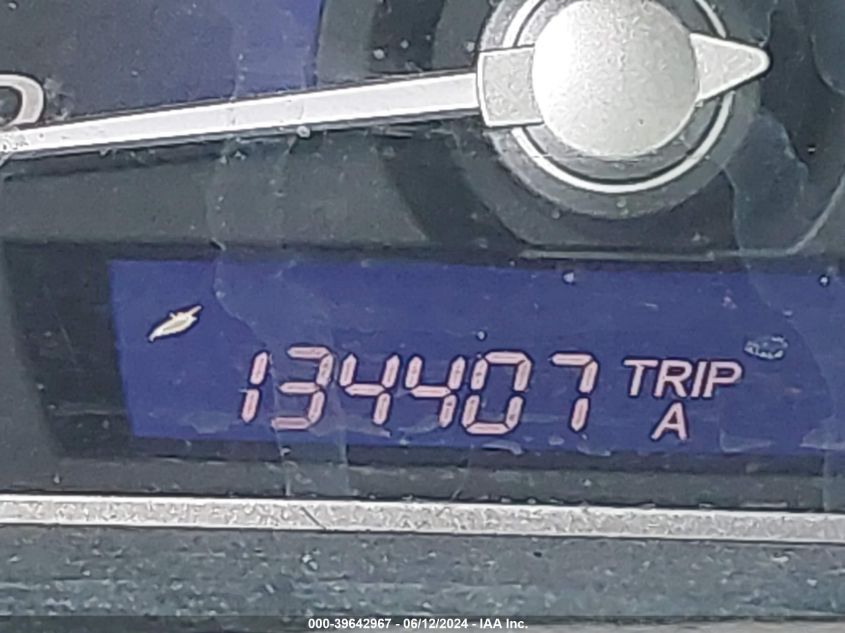 134407 TRIP
A
000-39642967 - 06/12/2024 - IAA Inc.